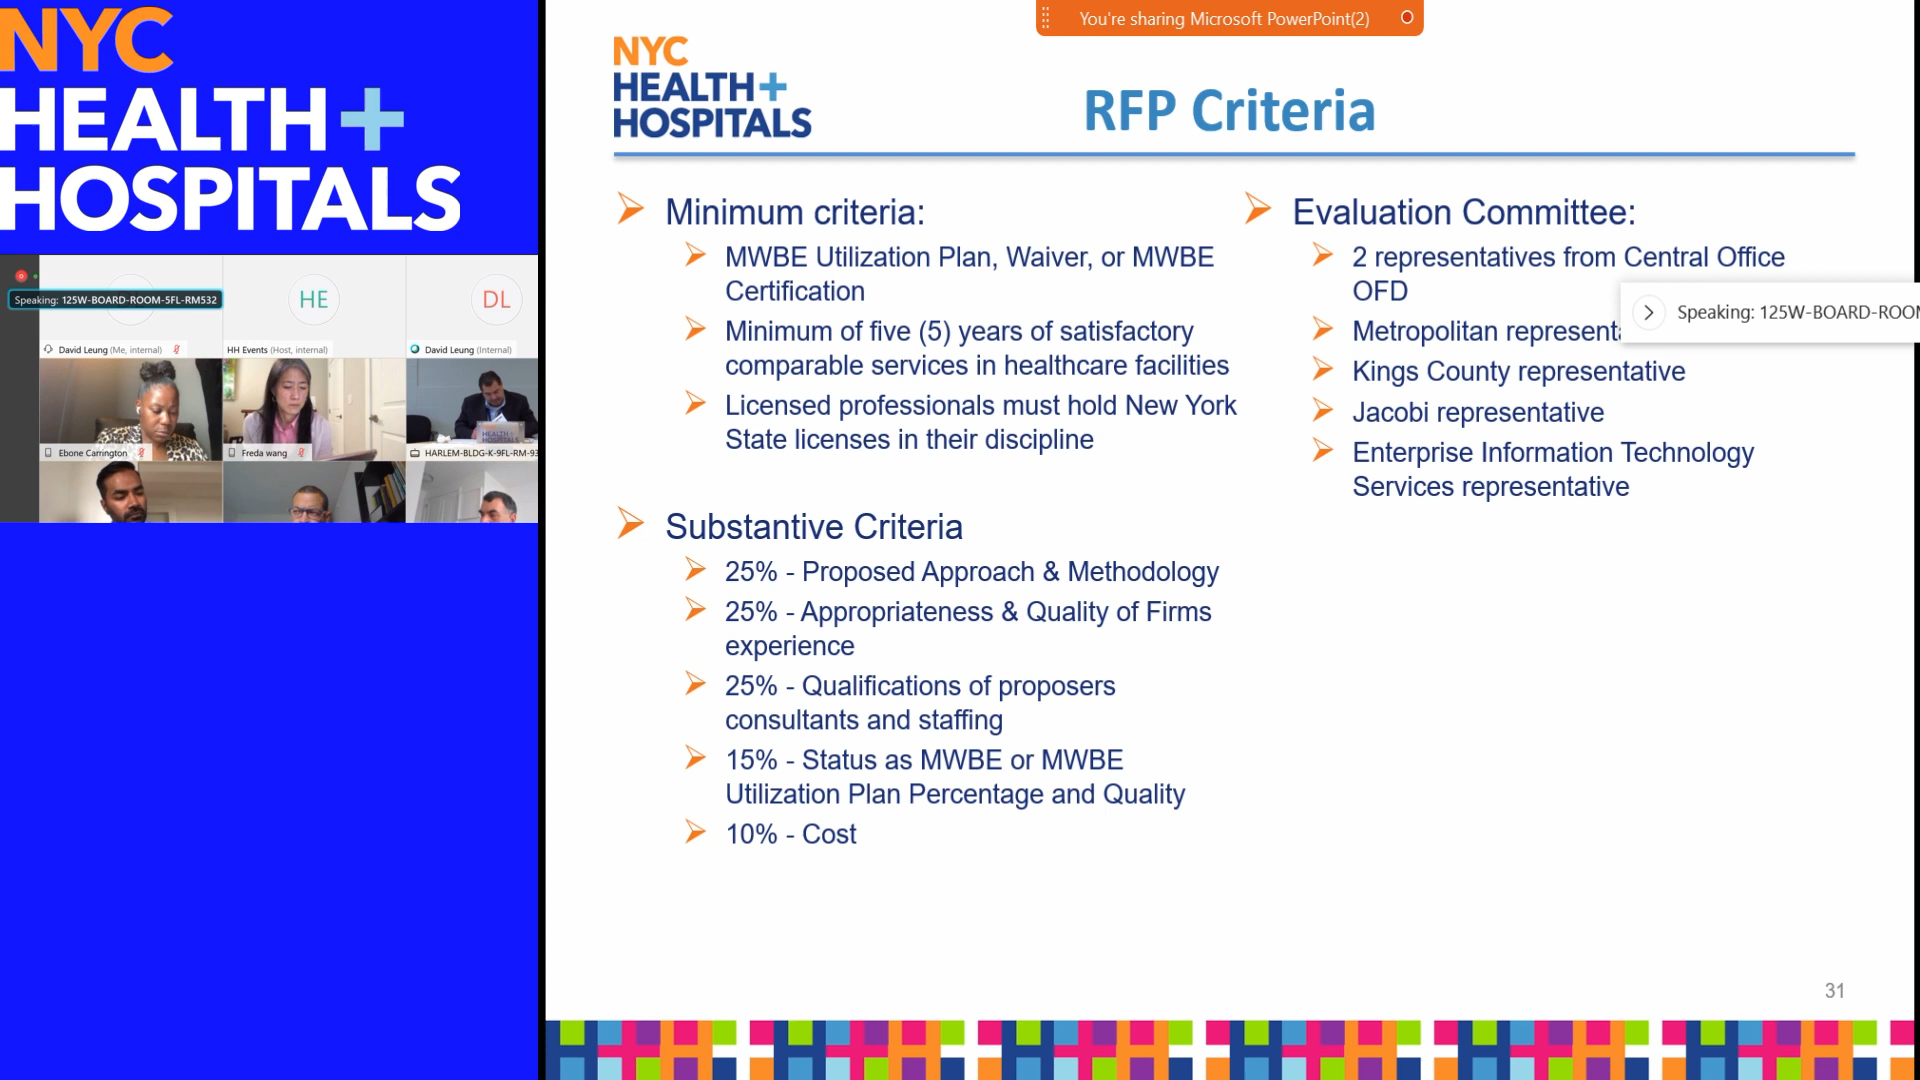 NYC
HEALTH+
HOSPITALS
Speaking: 125W-BOARD-ROOM-5FL-RM532
HE
DL
David Leung (Me, internal)
HH Events (Host, internal)
David Leung (Internal)
Ebone Carrington
Freda wang
HARLEM-BLDG-K-9FL-RM-93
You're sharing Microsoft PowerPoint(2)
NYC
HEALTH+
HOSPITALS
RFP Criteria
Minimum criteria:
MWBE Utilization Plan, Waiver, or MWBE
Certification
Minimum of five (5) years of satisfactory
comparable services in healthcare facilities
Licensed professionals must hold New York
State licenses in their discipline
Substantive Criteria
25% - Proposed Approach & Methodology
25% - Appropriateness & Quality of Firms
experience
25% - Qualifications of proposers
consultants and staffing
15% - Status as MWBE or MWBE
Utilization Plan Percentage and Quality
10% - Cost
Evaluation Committee:
2 representatives from Central Office
OFD
Metropolitan
Speaking: 125W-BOARD-ROO
Kings County representative
Jacobi representative
Enterprise Information Technology
Services representative
31